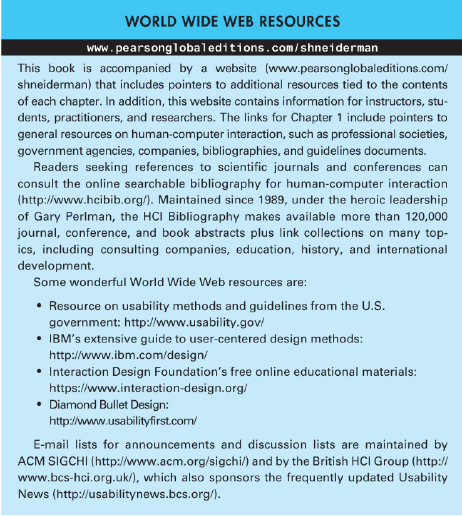 WORLD WIDE WEB RESOURCES
www.pearsonglobaleditions.com/shneiderman
This book is accompanied by a website (www.pearsonglobaleditions.com/
shneiderman) that includes pointers to additional resources tied to the contents
of each chapter. In addition, this website contains information for instructors, stu-
dents, practitioners, and researchers. The links for Chapter 1 include pointers to
general resources on human-computer interaction, such as professional societies,
government agencies, companies, bibliographies, and guidelines documents.
Readers seeking references to scientific journals and conferences can
consult the online searchable bibliography for human-computer interaction
(http://www.hcibib.org/). Maintained since 1989, under the heroic leadership
of Gary Perlman, the HCI Bibliography makes available more than 120,000
journal, conference, and book abstracts plus link collections on many top-
ics, including consulting companies, education, history, and international
development.
Some wonderful World Wide Web resources are:
• Resource on usability methods and guidelines from the U.S.
government: http://www.usability.gov/
• IBM's extensive guide to user-centered design methods:
http://www.ibm.com/design/
• Interaction Design Foundation's free online educational materials:
https://www.interaction-design.org/
• Diamond Bullet Design:
http://www.usabilityfirst.com/
E-mail lists for announcements and discussion lists are maintained by
ACM SIGCHI (http://www.acm.org/sigchi/) and by the British HCI Group (http://
www.bcs-hci.org.uk/), which also sponsors the frequently updated Usability
News (http://usabilitynews.bcs.org/).